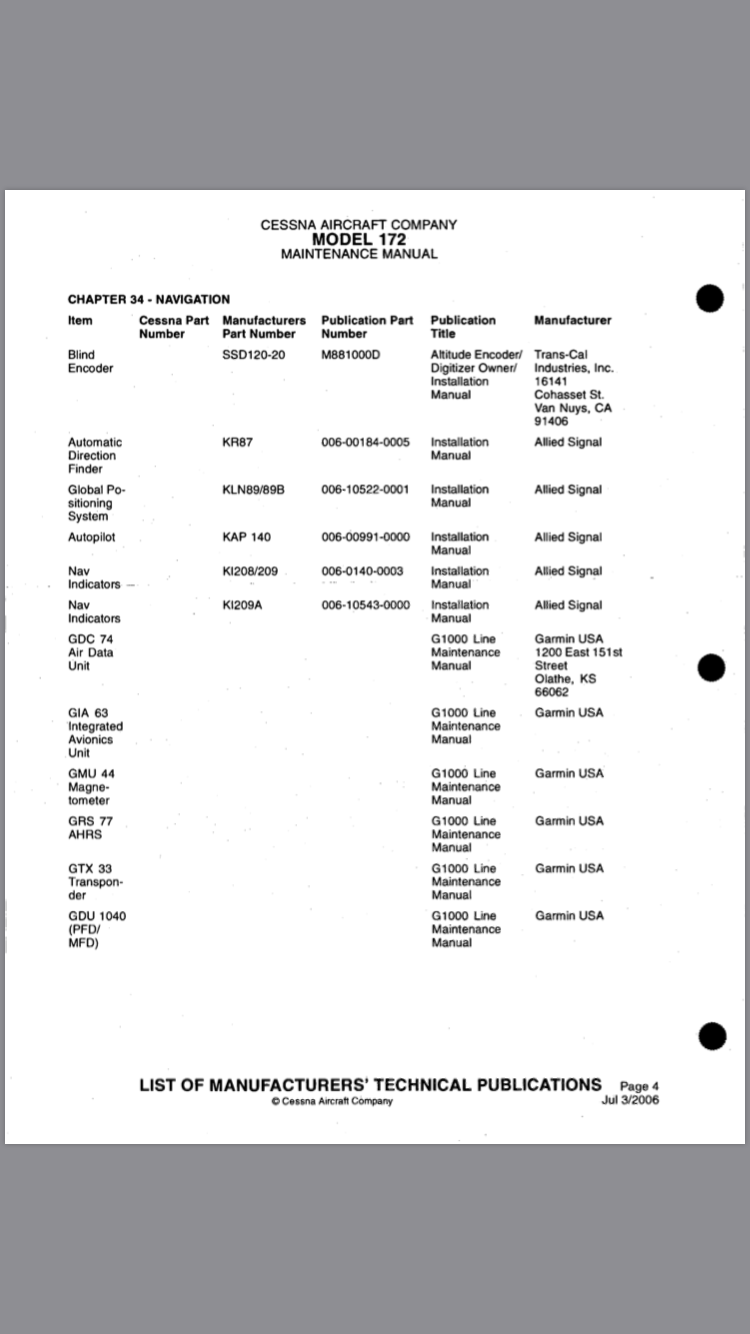 CESSNA AIRCRAFT COMPANY
MODEL 172
MAINTENANCE MANUAL
CHAPTER 34 - NAVIGATION
Item Cessna Part Manufacturers Publication Part Publication Manufacturer
Number Part Number Number Title
Blind SSD120-20 M881000D Altitude Encoder/ Trans-Cal
Encoder Digitizer Owner/ Industries, Inc.
Installation 16141
Manual Cohasset St.
Van Nuys, CA
91406
Automatic KR87 006-00184-0005 Installation Allied Signal
Direction Manual
Finder
Global Po- KLN89/89B 006-10522-0001 Installation Allied Signal
sitioning Manual
System
Autopilot KAP 140 006-00991-0000 Installation Allied Signal
Manual
Nav KI208/209 006-0140-0003 Installation Allied Signal
Indicators Manual
Nav KI209A 006-10543-0000 Installation Allied Signal
Indicators Manual
GDC 74 G1000 Line Garmin USA
Air Data Maintenance 1200 East 151st
Unit Manual Street
Olathe, KS
66062
GIA 63 G1000 Line Garmin USA
Integrated Maintenance
Avionics Manual
Unit
GMU 44 G1000 Line Garmin USA
Magne- Maintenance
tometer Manual
GRS 77 G1000 Line Garmin USA
AHRS Maintenance
Manual
GTX 33 G1000 Line Garmin USA
Transpon- Maintenance
der Manual
GDU 1040 G1000 Line Garmin USA
(PFD/ Maintenance
MFD) Manual
LIST OF MANUFACTURERS' TECHNICAL PUBLICATIONS Page 4
© Cessna Aircraft Company Jul 3/2006